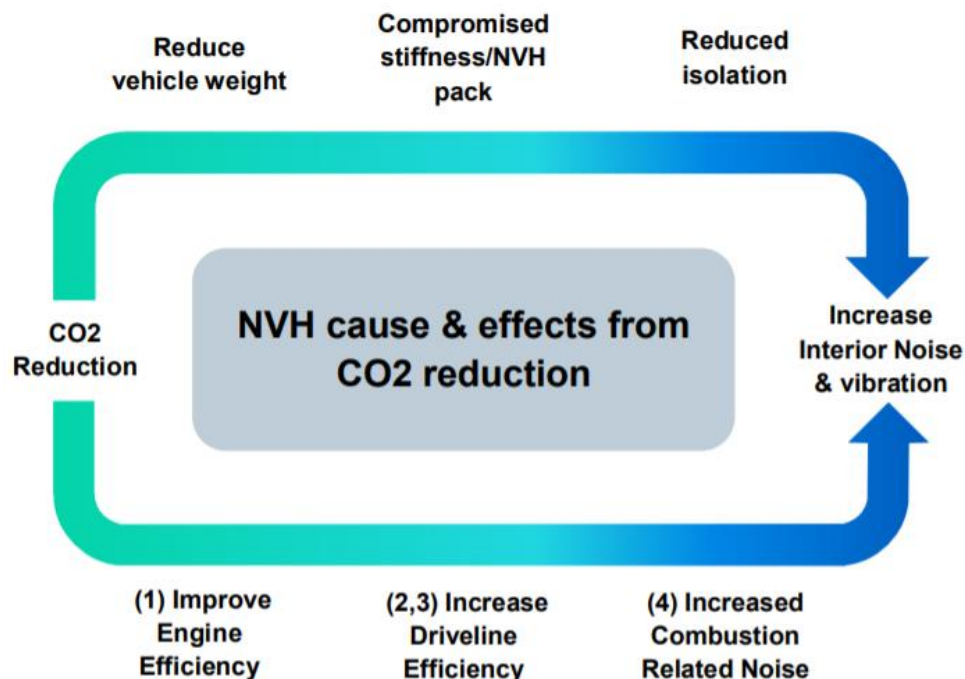 Reduce
vehicle weight
Compromised
stiffness/NVH
pack
Reduced
isolation
CO2
Reduction
NVH cause & effects from
CO2 reduction
Increase
Interior Noise
& vibration
(1) Improve
Engine
Efficiency
(2,3) Increase
Driveline
Efficiency
(4) Increased
Combustion
Related Noise